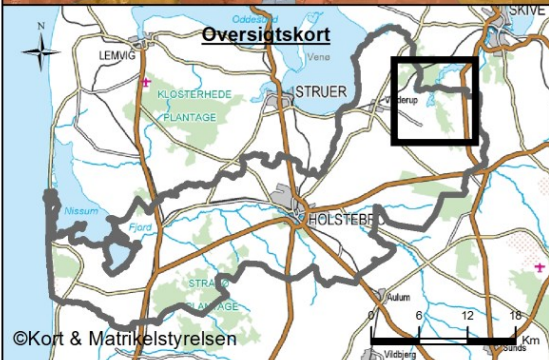 Oddesund
SKIVE
Oversigtskort
N
LEMVIG
Venø
KLOSTERHEDE
PLANTAGE
STRUER
Vinderup
Nissum
Fjord
HOLSTEBRO
STRÅSØ
PLANTAGE
Aulum
0 6 12 18
Km
©Kort & Matrikelstyrelsen
Vildbjerg
Sunds